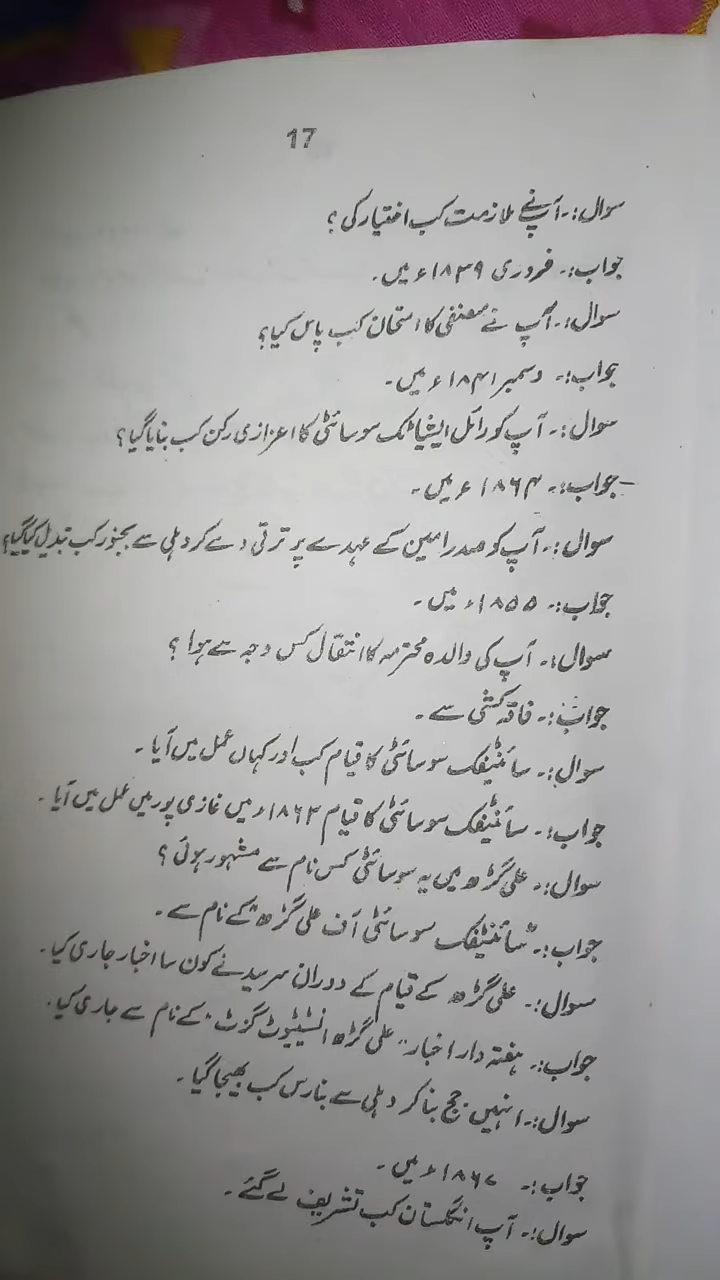 17
سوال:۔ آپ نے ملازمت کب اختیار کی؟
جواب:۔ فروری ۱۸۳۹ء میں۔
سوال:۔ آپ نے منصفی کا امتحان کب پاس کیا؟
جواب:۔ دسمبر ۱۸۴۱ء میں۔
سوال:۔ آپ کو رائل ایشیاٹک سوسائٹی کا اعزازی رکن کب بنایا گیا؟
جواب:۔ ۱۸۶۴ء میں۔
سوال:۔ آپ کو صدر امین کے عہدے پر ترقی دے کر دہلی سے بجنور کب تبدیل کیا گیا؟
جواب:۔ ۱۸۵۵ء میں۔
سوال:۔ آپ کی والدہ محترمہ کا انتقال کس وجہ سے ہوا؟
جواب:۔ فاقہ کشی سے۔
سوال:۔ سائنٹیفک سوسائٹی کا قیام کب اور کہاں عمل میں آیا۔
جواب:۔ سائنٹیفک سوسائٹی کا قیام ۱۸۶۳ء میں غازی پور میں عمل میں آیا۔
سوال:۔ علی گڑھ میں یہ سوسائٹی کس نام سے مشہور ہوئی؟
جواب:۔ "سائنٹیفک سوسائٹی آف علی گڑھ" کے نام سے۔
سوال:۔ علی گڑھ کے قیام کے دوران سرسید نے کون سا اخبار جاری کیا۔
جواب:۔ ہفتہ وار اخبار "علی گڑھ انسٹیٹیوٹ گزٹ" کے نام سے جاری کیا۔
سوال:۔ انہیں جج بنا کر دہلی سے بنارس کب بھیجا گیا۔
جواب:۔ ۱۸۶۷ء میں۔
سوال:۔ آپ انگلستان کب تشریف لے گئے۔